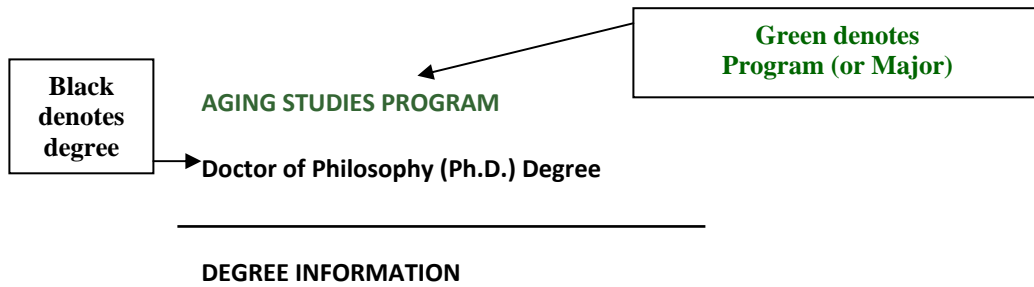 Green denotes
Program (or Major)
Black
denotes
degree
AGING STUDIES PROGRAM
Doctor of Philosophy (Ph.D.) Degree
DEGREE INFORMATION